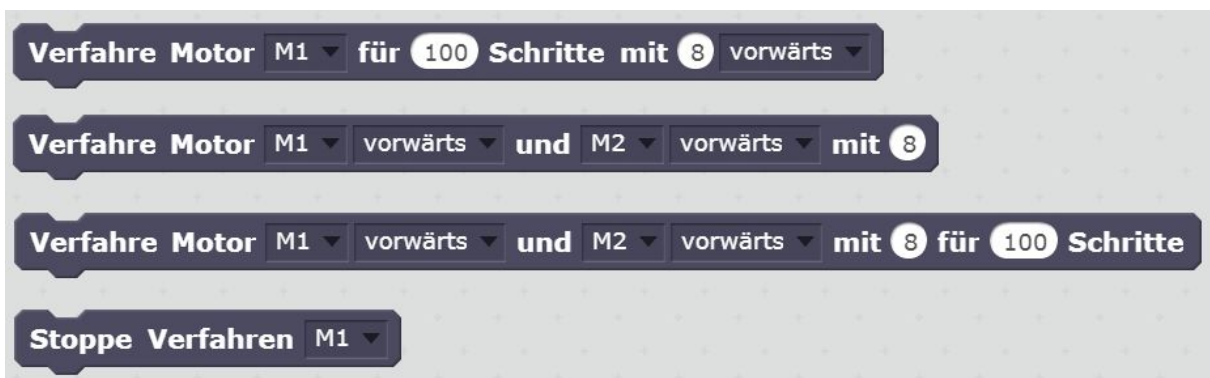 Verfahre Motor M1 für 100 Schritte mit 8 vorwärts
Verfahre Motor M1 vorwärts und M2 vorwärts mit 8
Verfahre Motor M1 vorwärts und M2 vorwärts mit 8 für 100 Schritte
Stoppe Verfahren M1